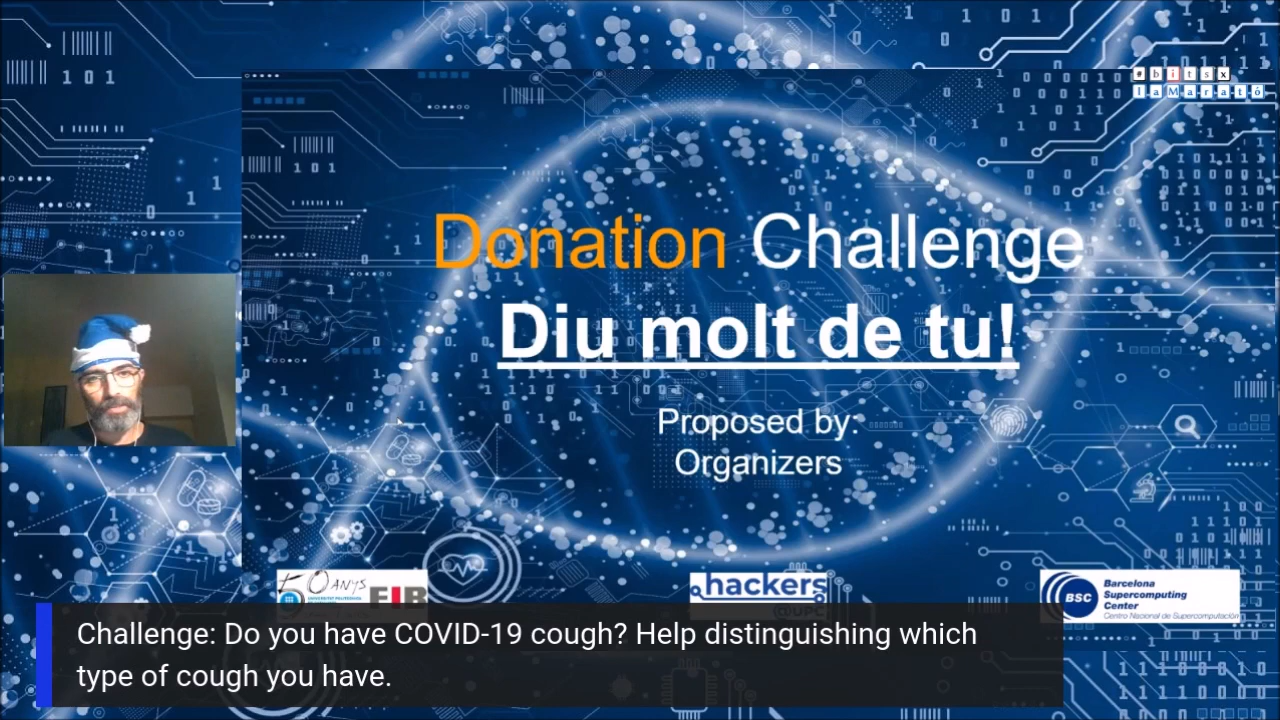 #bitsx
laMarató
Donation Challenge
Diu molt de tu!
Proposed by:
Organizers
50 ANYS
FIB
hackers
@UPC
BSC
Barcelona
Supercomputing
Center
Centro Nacional de Supercomputación
Challenge: Do you have COVID-19 cough? Help distinguishing which
type of cough you have.